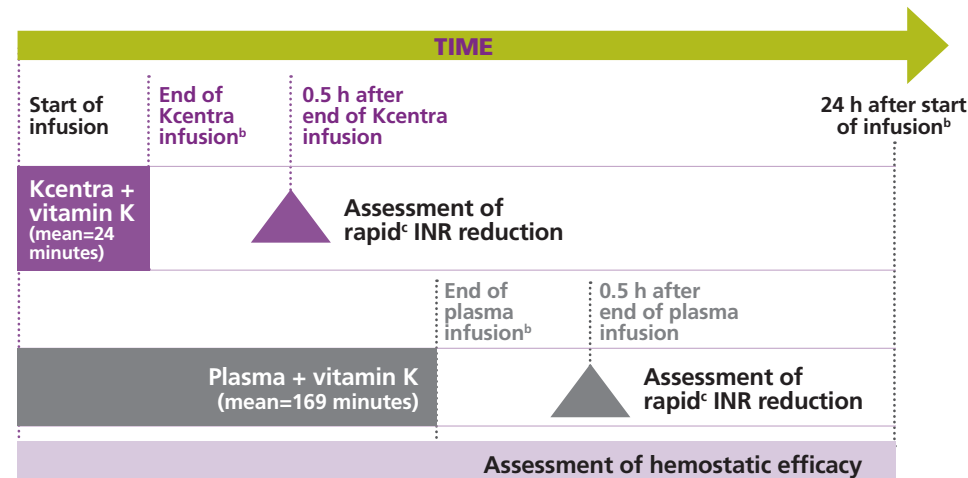 TIME
Start of
infusion
End of
Kcentra
infusionᵇ
0.5 h after
end of Kcentra
infusion
24 h after start
of infusionᵇ
Kcentra +
vitamin K
(mean=24
minutes)
Assessment of
rapidᶜ INR reduction
End of
plasma
infusionᵇ
0.5 h after
end of plasma
infusion
Plasma + vitamin K
(mean=169 minutes)
Assessment of
rapidᶜ INR reduction
Assessment of hemostatic efficacy